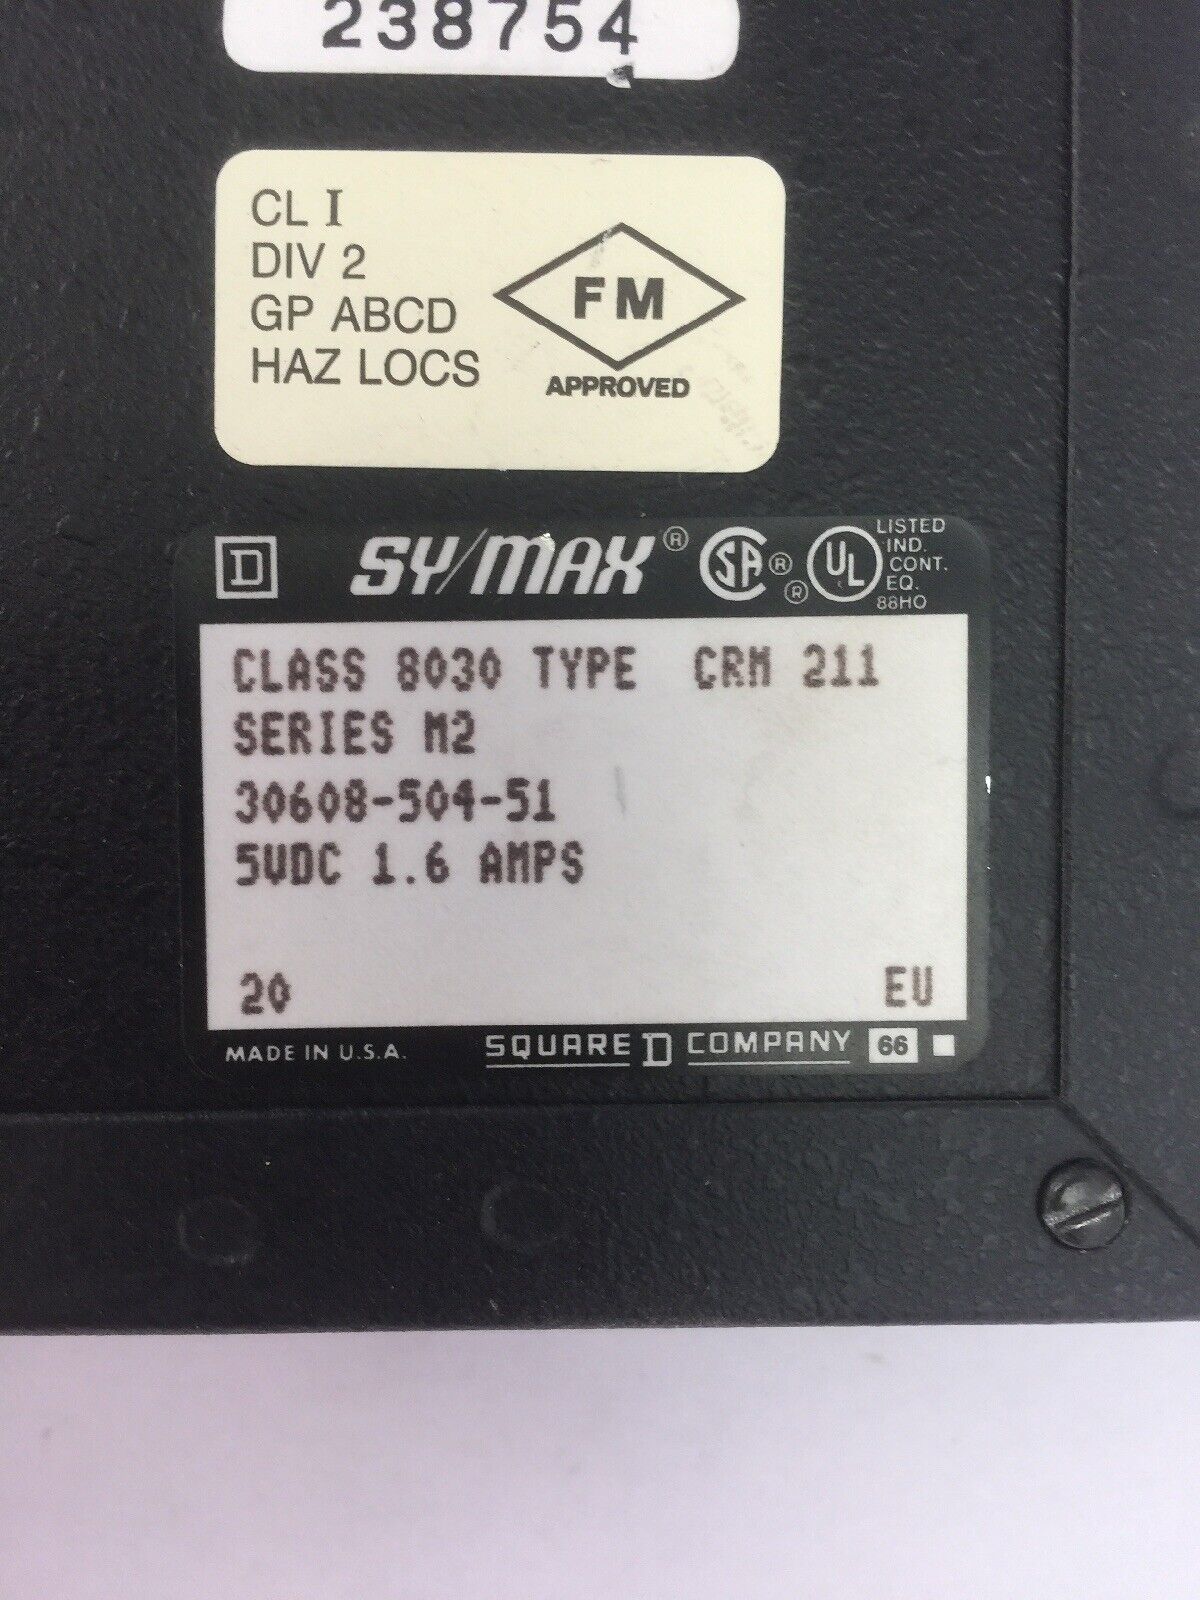 238754
CL I
DIV 2
GP ABCD
HAZ LOCS
FM
APPROVED
D SY/MAX® SA® ® UL
LISTED
IND.
CONT.
EQ.
88HO
CLASS 8030 TYPE CRM 211
SERIES M2
30608-504-51
5VDC 1.6 AMPS
20 EU
MADE IN U.S.A. SQUARE D COMPANY 66